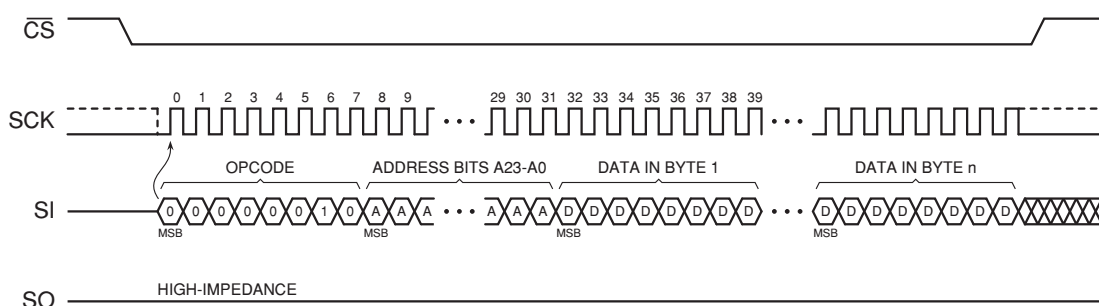 CS
SCK
0 1 2 3 4 5 6 7 8 9 29 30 31 32 33 34 35 36 37 38 39
OPCODE ADDRESS BITS A23-A0 DATA IN BYTE 1 DATA IN BYTE n
SI
0 0 0 0 0 0 1 0 A A A A A A D D D D D D D D D D D D D D D D
MSB MSB MSB MSB
HIGH-IMPEDANCE
SO